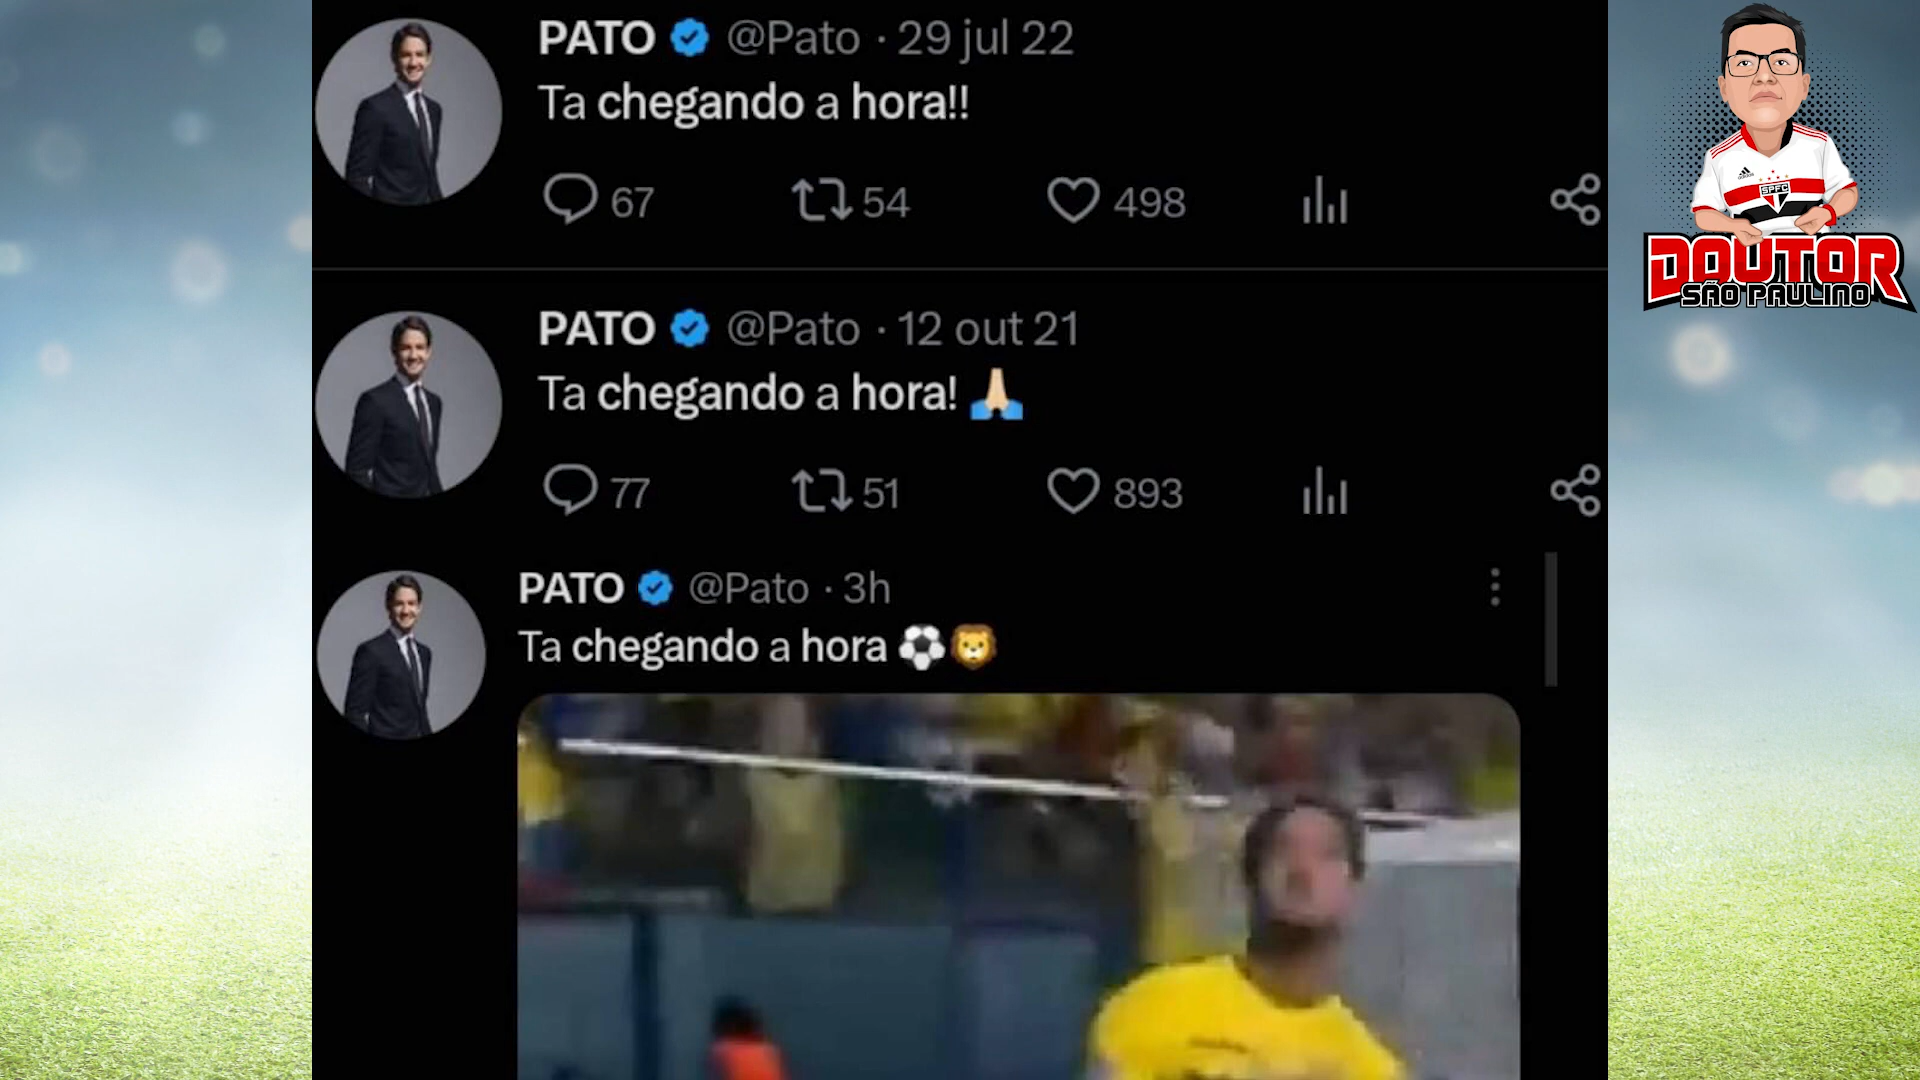 PATO @Pato · 29 jul 22
Ta chegando a hora!!
67 54 498
PATO @Pato · 12 out 21
Ta chegando a hora! 🙏🏼
77 51 893
PATO @Pato · 3h
Ta chegando a hora ⚽🦁
SPFC
DOUTOR
SÃO PAULINO